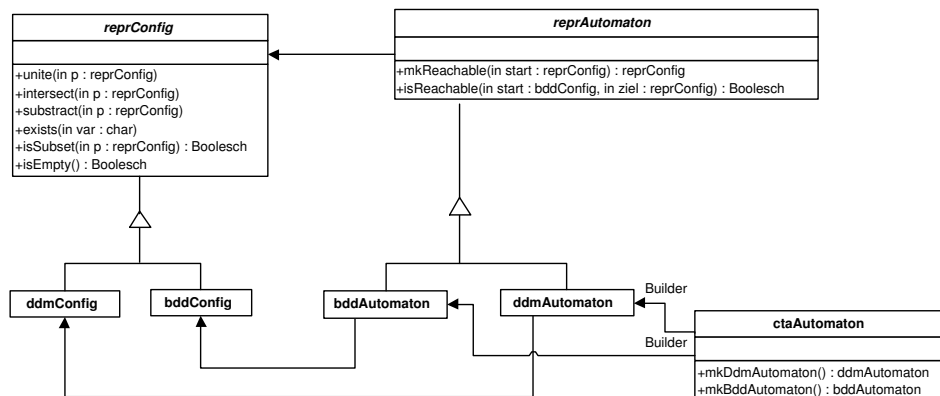 reprConfig
+unite(in p : reprConfig)
+intersect(in p : reprConfig)
+substract(in p : reprConfig)
+exists(in var : char)
+isSubset(in p : reprConfig) : Boolesch
+isEmpty() : Boolesch
reprAutomaton
+mkReachable(in start : reprConfig) : reprConfig
+isReachable(in start : bddConfig, in ziel : reprConfig) : Boolesch
ddmConfig
bddConfig
bddAutomaton
ddmAutomaton
Builder
Builder
ctaAutomaton
+mkDdmAutomaton() : ddmAutomaton
+mkBddAutomaton() : bddAutomaton